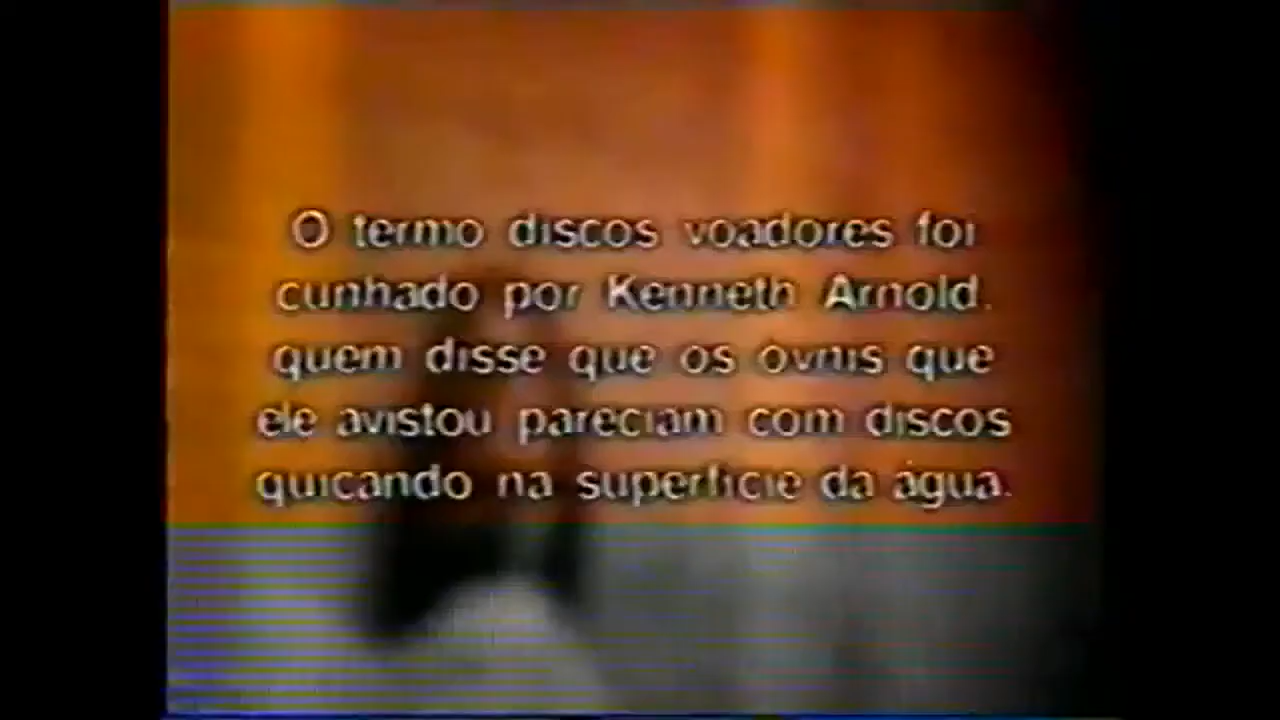 O termo discos voadores foi
cunhado por Kenneth Arnold,
quem disse que os óvnis que
ele avistou pareciam com discos
quicando na superfície da água.